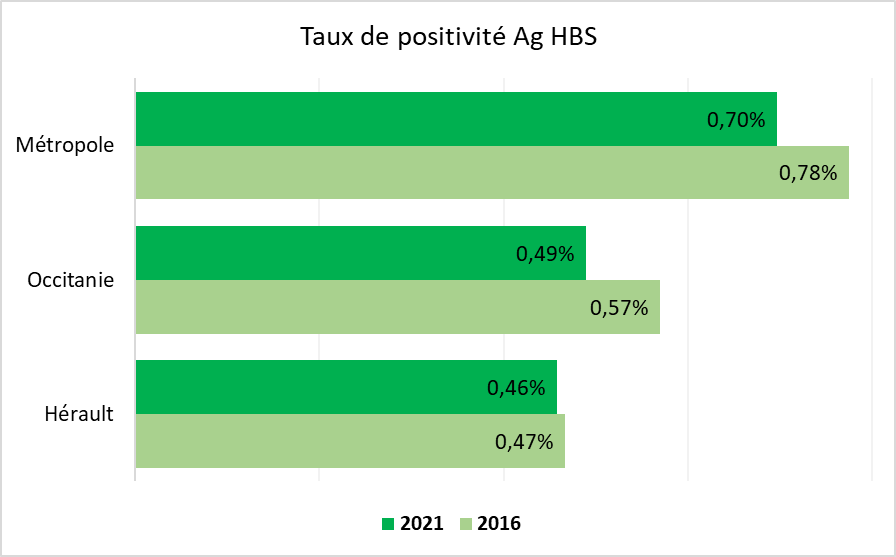 Taux de positivité Ag HBS
Métropole
0,70%
0,78%
Occitanie
0,49%
0,57%
Hérault
0,46%
0,47%
2021 2016